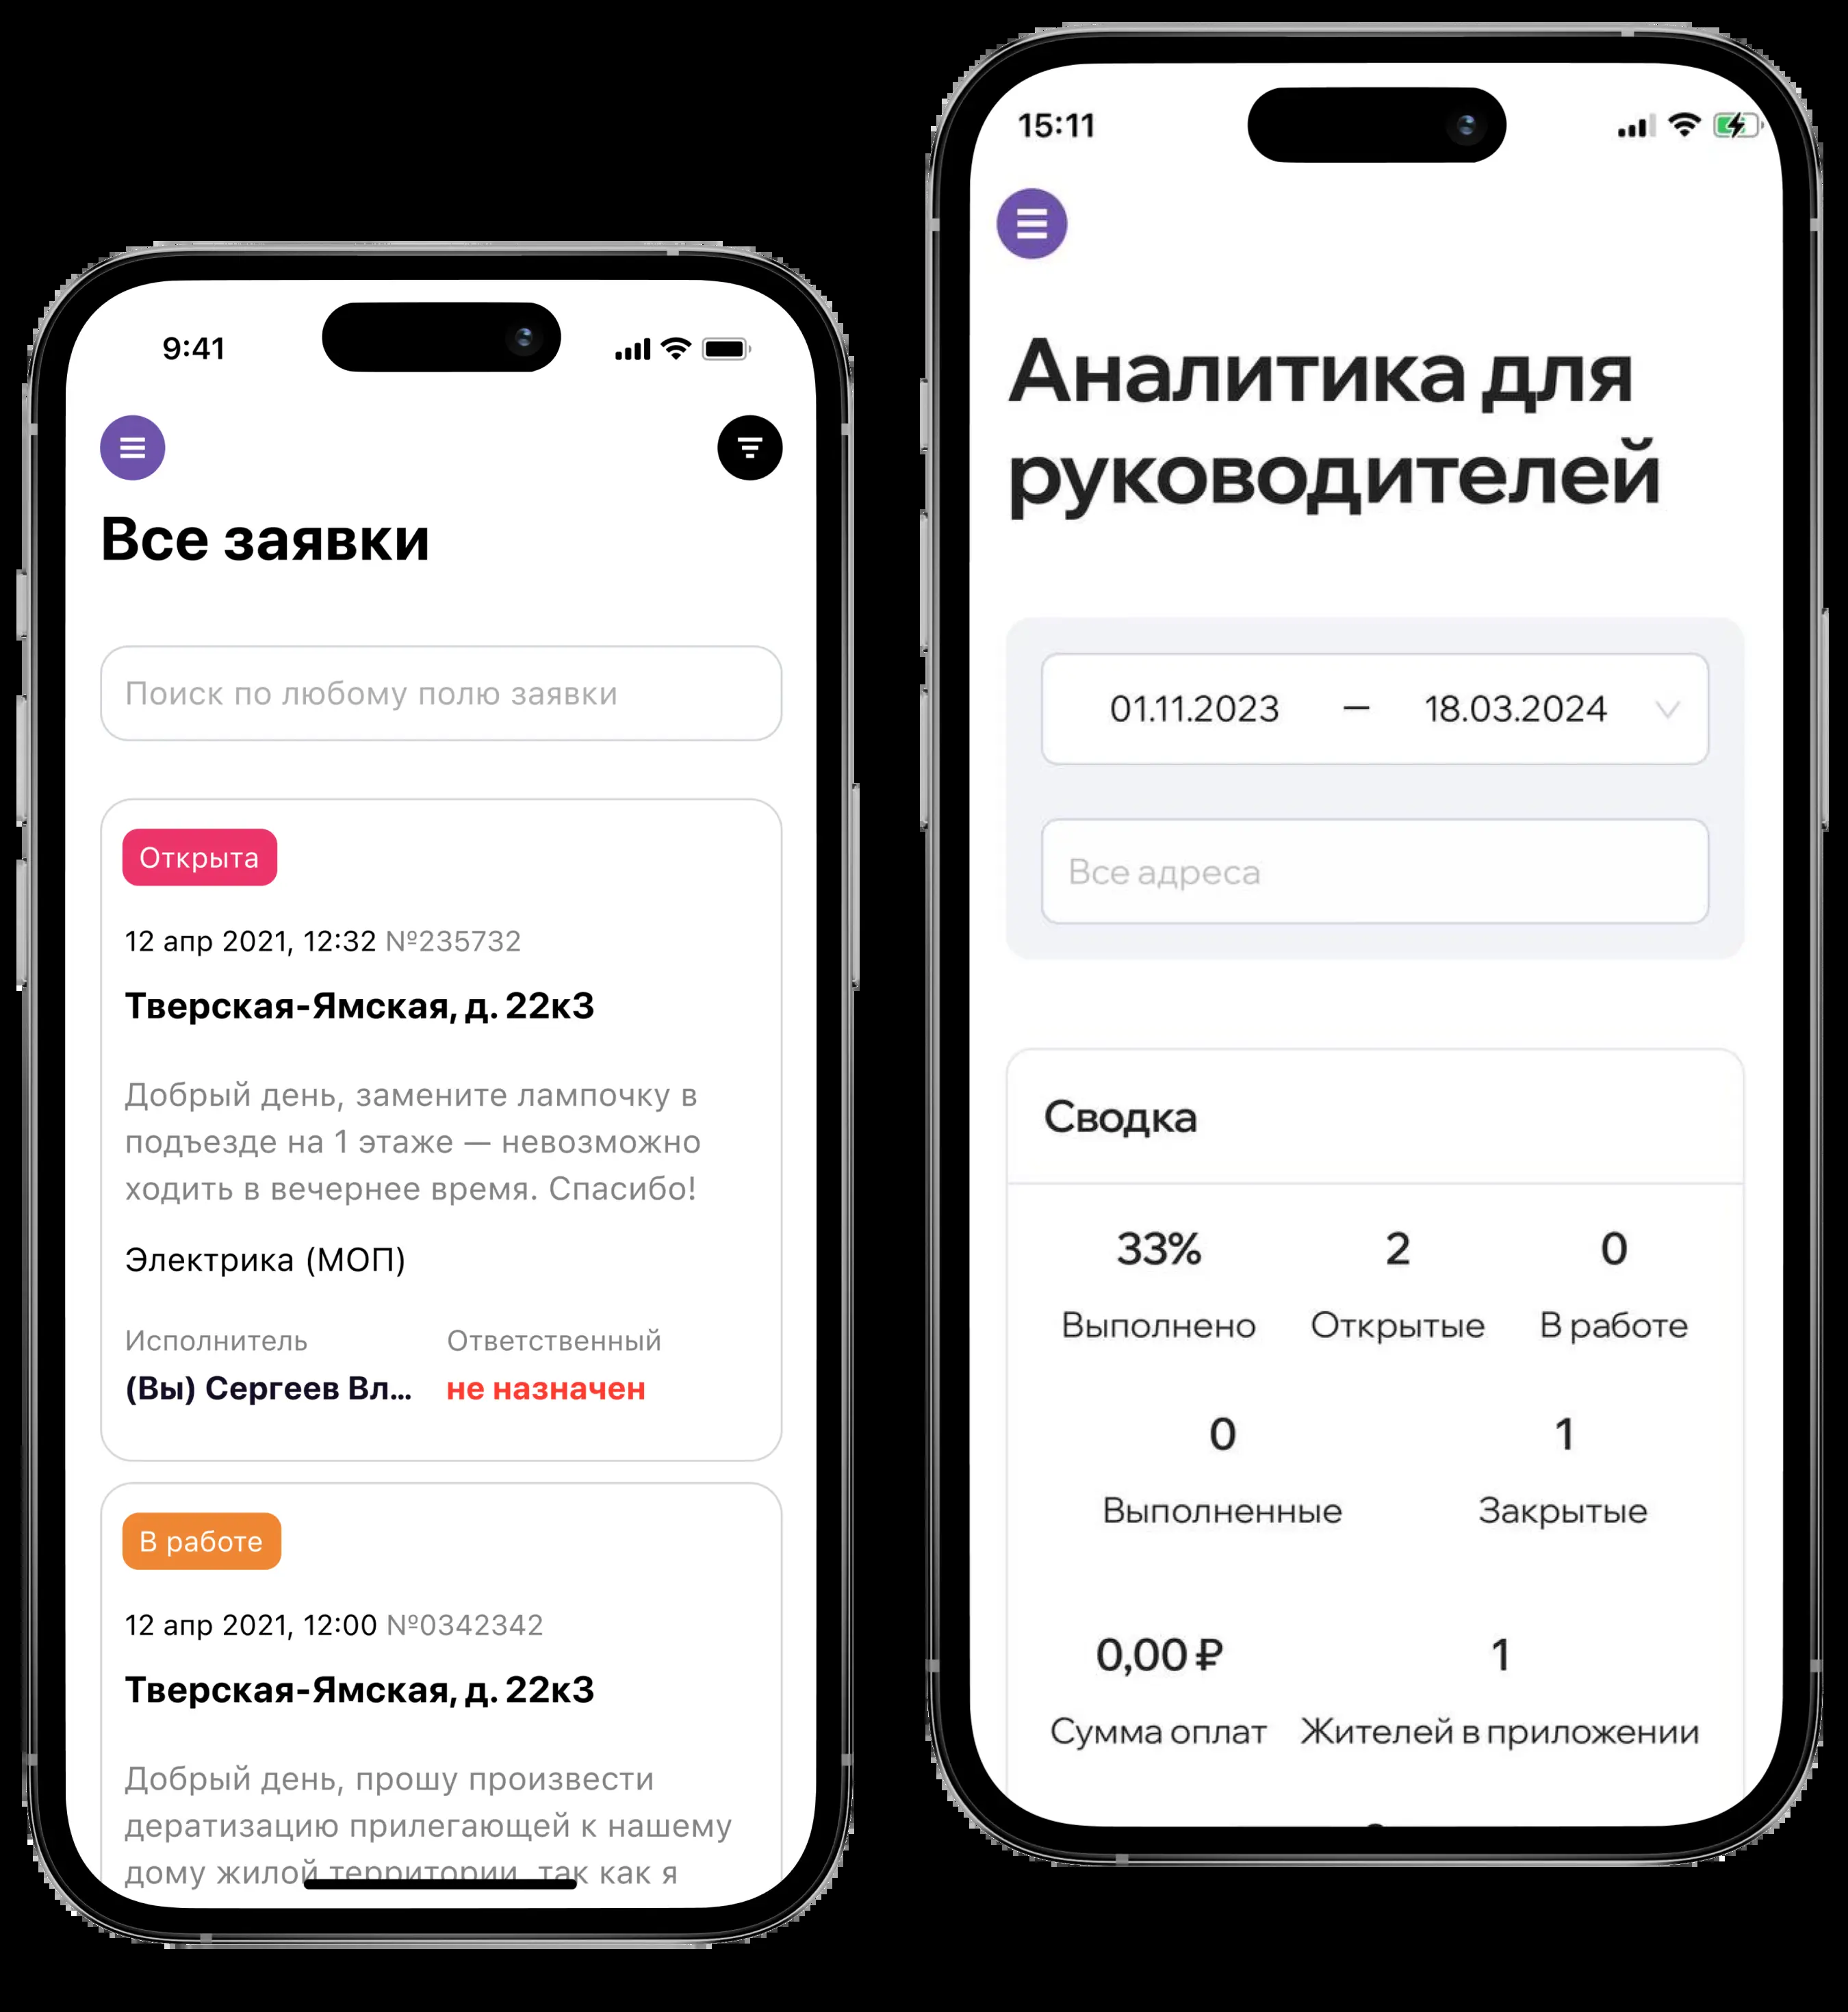 9:41
Все заявки
Поиск по любому полю заявки
Открыта
12 апр 2021, 12:32 №235732
Тверская-Ямская, д. 22к3
Добрый день, замените лампочку в
подъезде на 1 этаже — невозможно
ходить в вечернее время. Спасибо!
Электрика (МОП)
Исполнитель Ответственный
(Вы) Сергеев Вл... не назначен
В работе
12 апр 2021, 12:00 №0342342
Тверская-Ямская, д. 22к3
Добрый день, прошу произвести
дератизацию прилегающей к нашему
дому жилой территории, так как я
15:11
Аналитика для
руководителей
01.11.2023 — 18.03.2024
Все адреса
Сводка
33% 2 0
Выполнено Открытые В работе
0 1
Выполненные Закрытые
0,00 ₽ 1
Сумма оплат Жителей в приложении